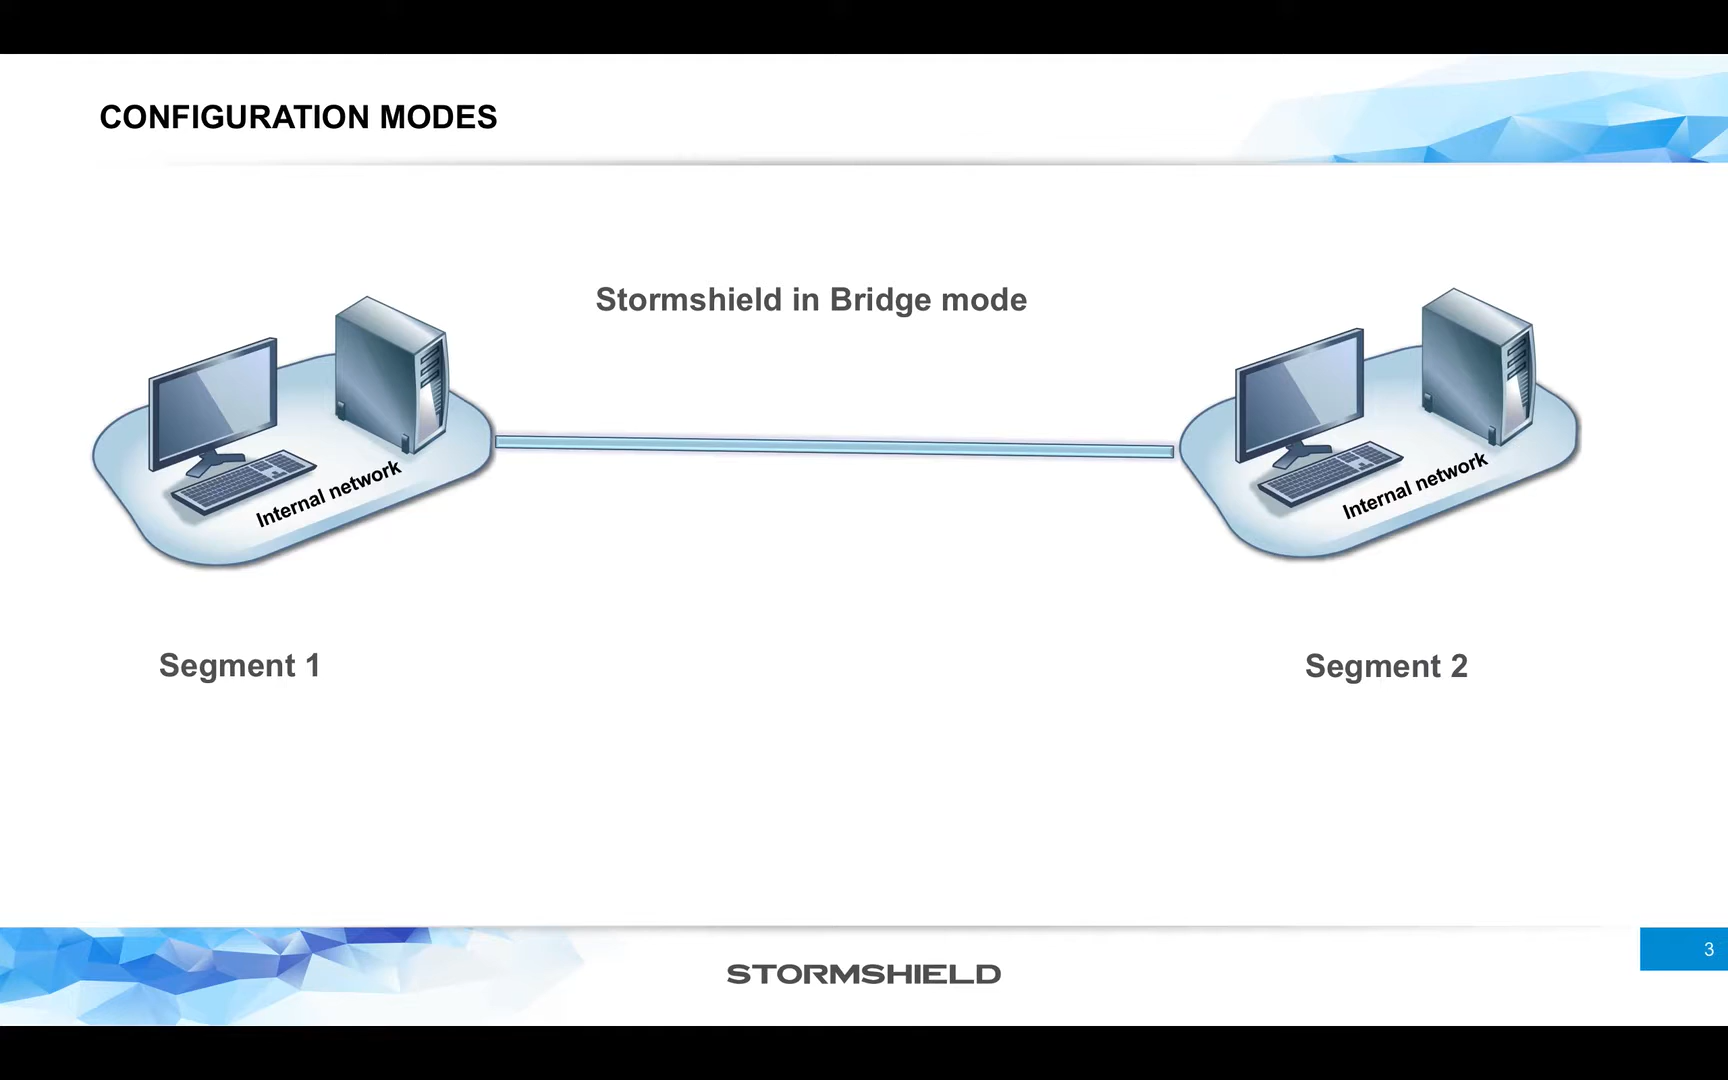 CONFIGURATION MODES
Stormshield in Bridge mode
Internal network
Internal network
Segment 1
Segment 2
STORMSHIELD
3